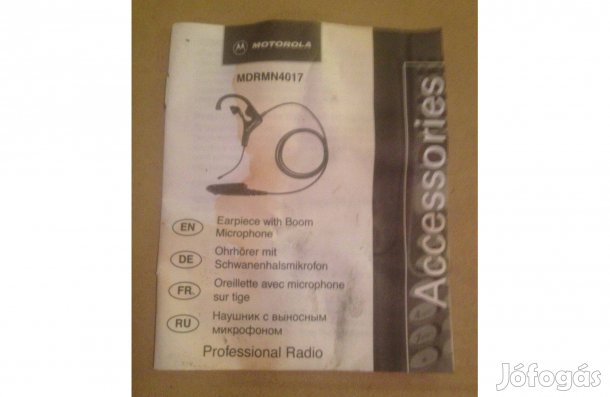 MOTOROLA
MDRMN4017
EN
Earpiece with Boom
Microphone
DE
Ohrhörer mit
Schwanenhalsmikrofon
FR
Oreillette avec microphone
sur tige
RU
Наушник с выносным
микрофоном
Professional Radio
Accessories
Jófogás